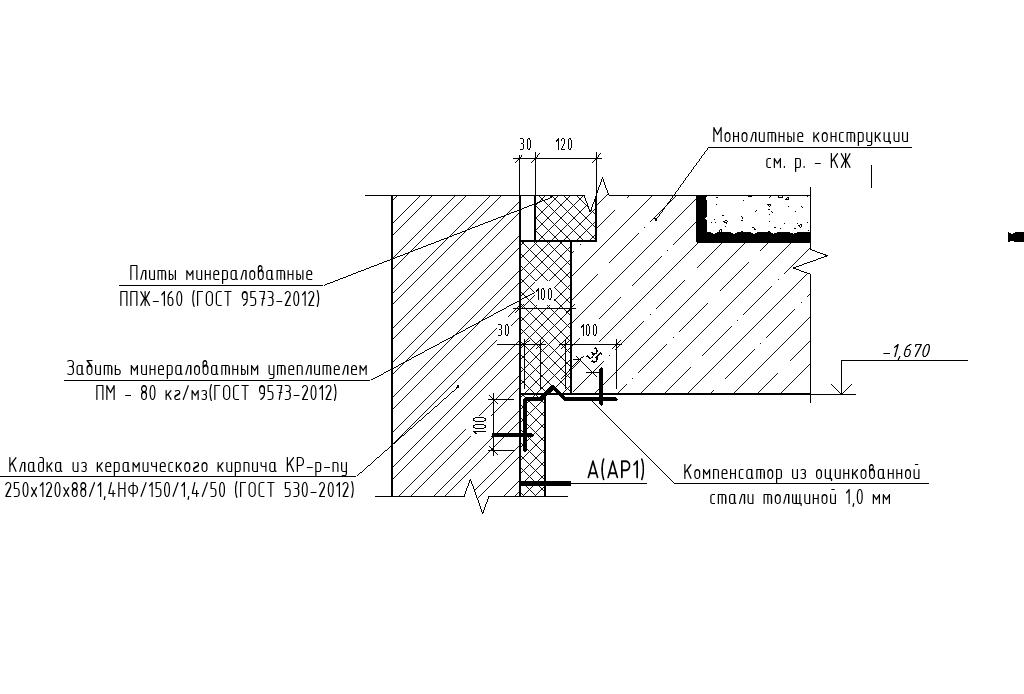 Монолитные конструкции
см. р. - КЖ
30
120
Плиты минераловатные
ППЖ-160 (ГОСТ 9573-2012)
100
30
100
35
-1,670
Забить минераловатным утеплителем
ПМ - 80 кг/мз(ГОСТ 9573-2012)
100
Кладка из керамического кирпича КР-р-пу
250х120х88/1,4НФ/150/1,4/50 (ГОСТ 530-2012)
А(АР1)
Компенсатор из оцинкованной
стали толщиной 1,0 мм